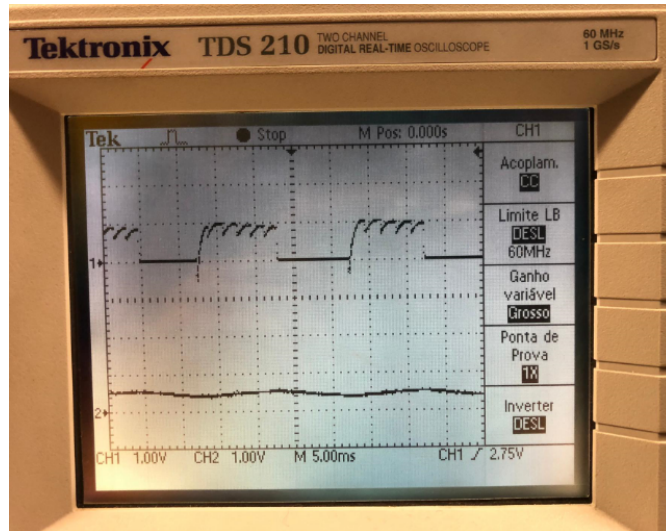 Tektronix TDS 210 TWO CHANNEL DIGITAL REAL-TIME OSCILLOSCOPE
60 MHz
1 GS/s
Tek Stop M Pos: 0.000s CH1
Acoplam.
CC
Limite LB
DESL
60MHz
Ganho
variável
Grosso
Ponta de
Prova
1X
Inverter
DESL
1
2
CH1 1.00V CH2 1.00V M 5.00ms CH1 2.75V